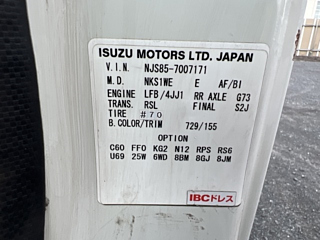 ISUZU MOTORS LTD. JAPAN
V.I.N. NJS85-7007171
M.D. NKS1WE E AF/BI
ENGINE LFB/4JJ1 RR AXLE G73
TRANS. RSL FINAL S2J
TIRE #70
B.COLOR/TRIM 729/155
OPTION
C60 FF0 KG2 N12 RPS RS6
U69 25W 6WD 8BM 8GJ 8JM
IBCドレス